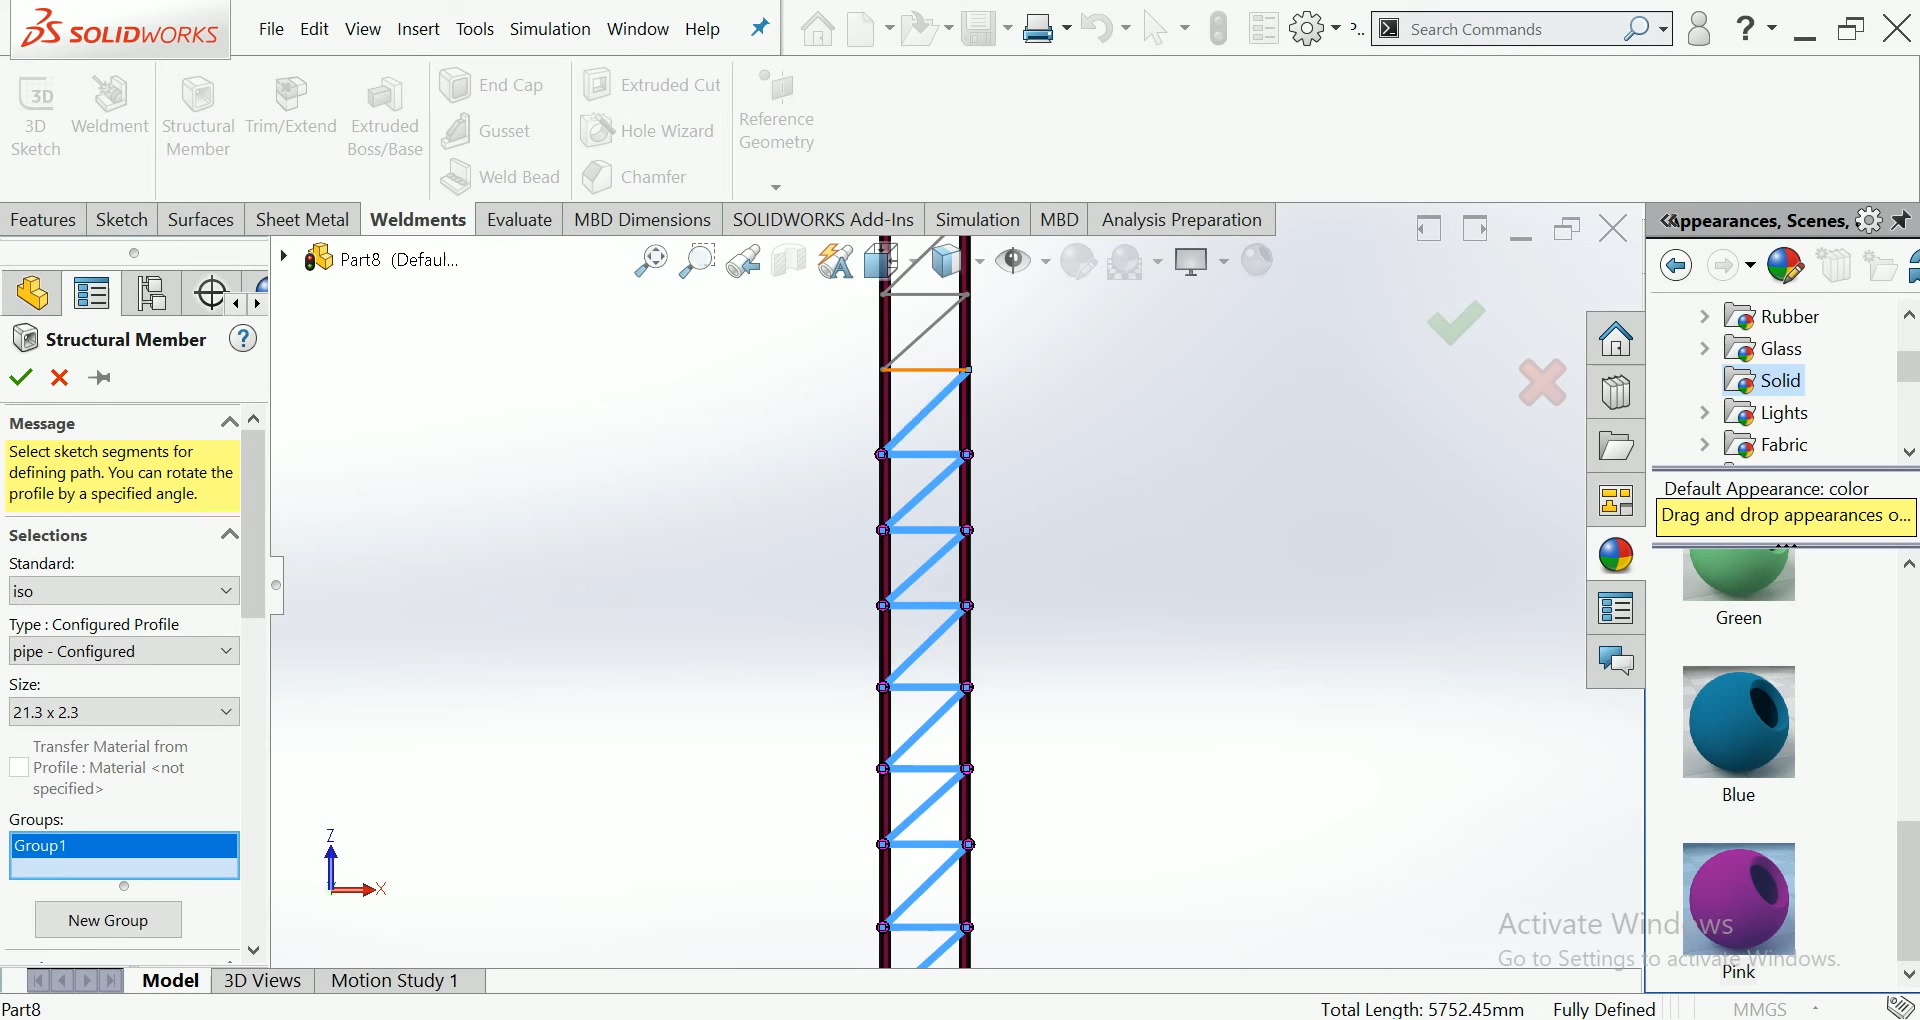 SOLIDWORKS
File Edit View Insert Tools Simulation Window Help
P..
Search Commands
3D Sketch
Weldment
Structural Member
Trim/Extend
Extruded Boss/Base
End Cap
Gusset
Weld Bead
Extruded Cut
Hole Wizard
Chamfer
Reference Geometry
Features Sketch Surfaces Sheet Metal Weldments Evaluate MBD Dimensions SOLIDWORKS Add-Ins Simulation MBD Analysis Preparation
Part8 (Defaul...
Structural Member
Message
Select sketch segments for
defining path. You can rotate the
profile by a specified angle.
Selections
Standard:
iso
Type : Configured Profile
pipe - Configured
Size:
21.3 x 2.3
Transfer Material from
Profile : Material <not
specified>
Groups:
Group1
New Group
Z
X
Appearances, Scenes,
Rubber
Glass
Solid
Lights
Fabric
Default Appearance: color
Drag and drop appearances o...
Green
Blue
Pink
Activate Windows
Go to Settings to activate Windows.
Model 3D Views Motion Study 1
Part8
Total Length: 5752.45mm Fully Defined MMGS